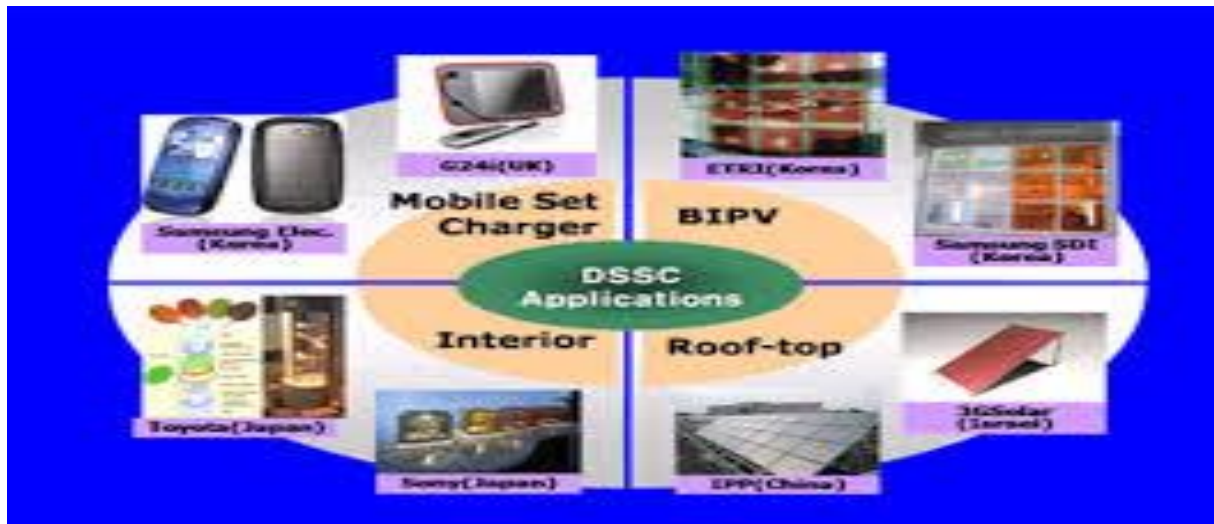 G24i(UK)
ETRI(Korea)
Samsung Elec.
(Korea)
Mobile Set
Charger
BIPV
Samsung SDI
(Korea)
DSSC
Applications
Interior
Roof-top
Toyota(Japan)
3GSolar
(Israel)
Sony(Japan)
IPP(China)